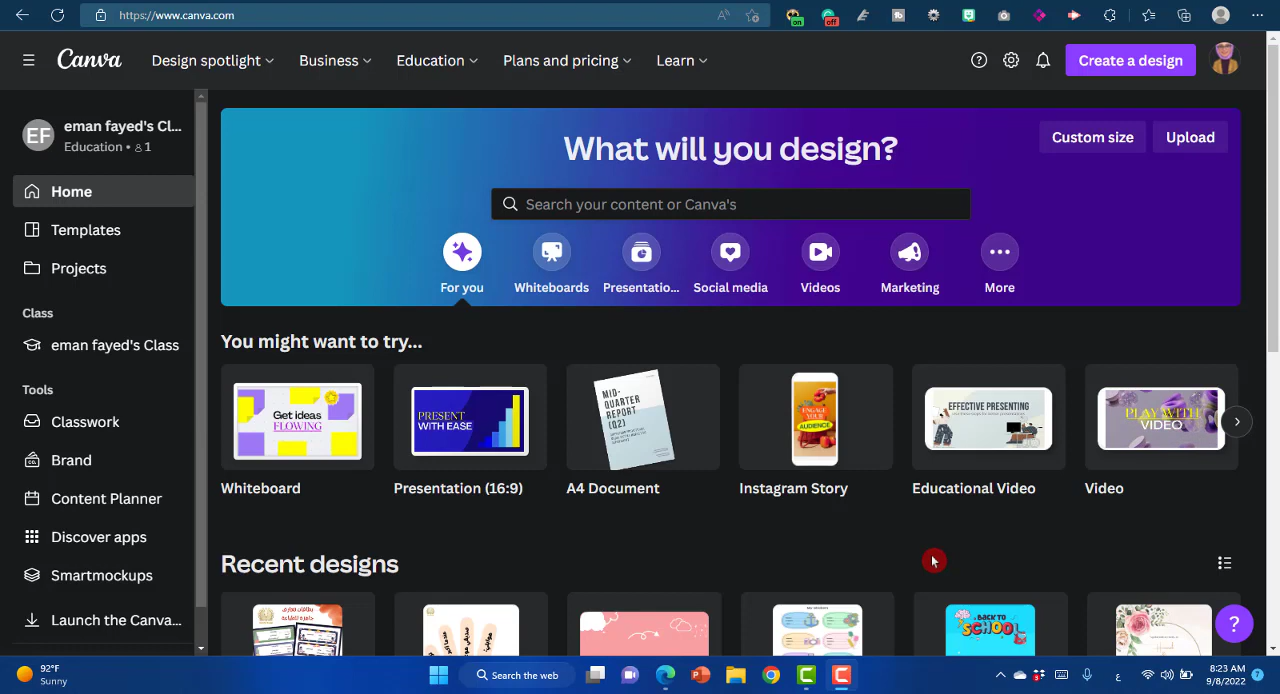 https://www.canva.com
on
off
Canva
Design spotlight
Business
Education
Plans and pricing
Learn
Create a design
EF
eman fayed's Cl...
Education • 1
Home
Templates
Projects
Class
eman fayed's Class
Tools
Classwork
Brand
Content Planner
Discover apps
Smartmockups
Launch the Canva...
What will you design?
Custom size
Upload
Search your content or Canva's
For you
Whiteboards
Presentatio...
Social media
Videos
Marketing
More
You might want to try...
Get ideas
FLOWING
PRESENT
WITH EASE
MID-
QUARTER
REPORT
(Q2)
ENGAGE
YOUR
AUDIENCE
EFFECTIVE PRESENTING
PLAY WITH
VIDEO
Whiteboard
Presentation (16:9)
A4 Document
Instagram Story
Educational Video
Video
Recent designs
BACK TO
SCHOOL
?
92°F
Sunny
Search the web
ع
8:23 AM
9/8/2022